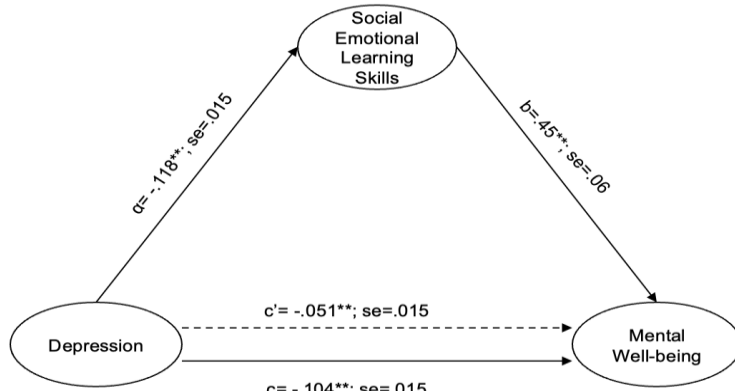 Social
Emotional
Learning
Skills
α= -.118**; se=.015
b=.45**; se=.06
c'= -.051**; se=.015
Depression
Mental
Well-being
c= -.104**; se=.015